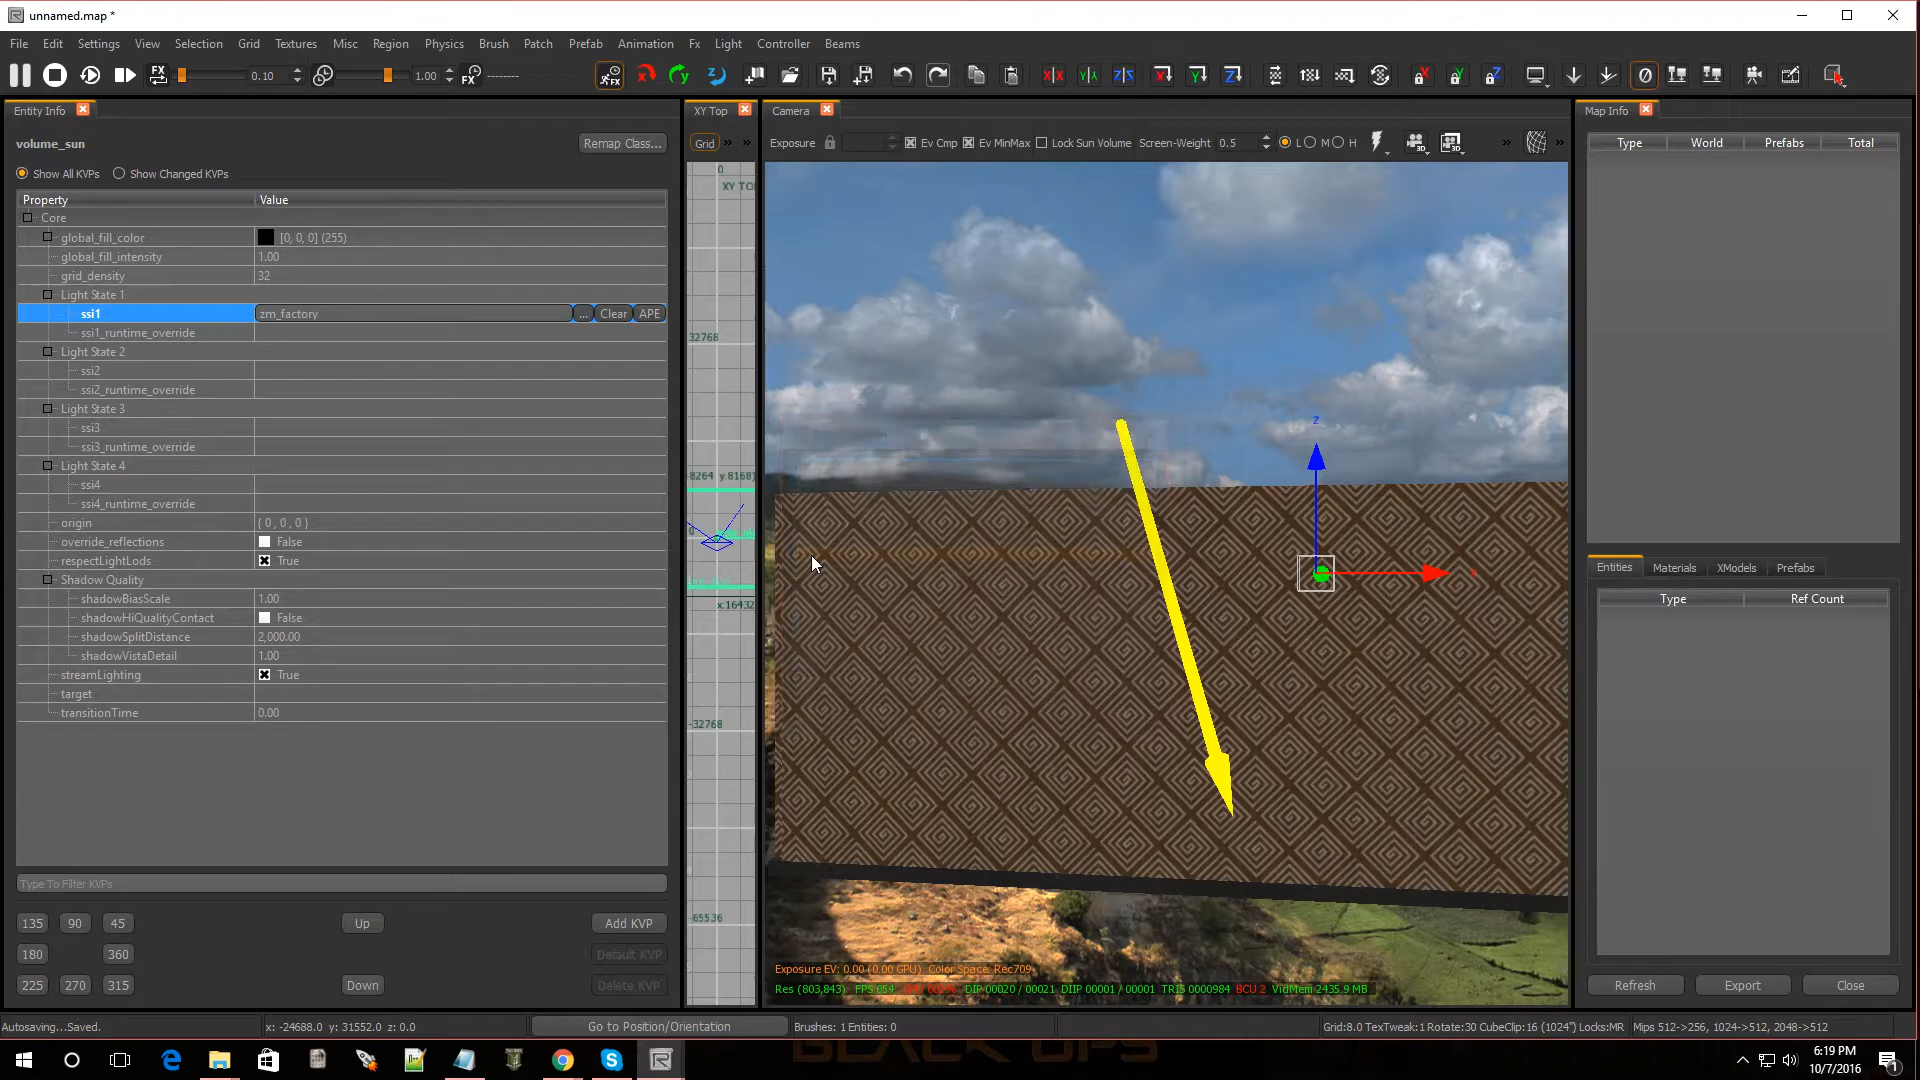 unnamed.map *
File Edit Settings View Selection Grid Textures Misc Region Physics Brush Patch Prefab Animation Fx Light Controller Beams
FX 0.10 1.00 FX --------
Entity Info XY Top Camera Map Info
volume_sun Remap Class... Grid » » Exposure Ev Cmp Ev MinMax Lock Sun Volume Screen-Weight 0.5 L M H » » Type World Prefabs Total
Show All KVPs Show Changed KVPs
Property Value
Core
global_fill_color [0, 0, 0] (255)
global_fill_intensity 1.00
grid_density 32
Light State 1
ssi1 zm_factory ... Clear APE
ssi1_runtime_override
Light State 2
ssi2
ssi2_runtime_override
Light State 3
ssi3
ssi3_runtime_override
Light State 4
ssi4
ssi4_runtime_override
origin { 0 , 0 , 0 }
override_reflections False
respectLightLods True
Shadow Quality
shadowBiasScale 1.00
shadowHiQualityContact False
shadowSplitDistance 2,000.00
shadowVistaDetail 1.00
streamLighting True
target
transitionTime 0.00
Type To Filter KVPs
135 90 45 Up Add KVP
180 360 Default KVP
225 270 315 Down Delete KVP
0
XY TO
32768
8264 y:8168)
0
x:16432
-32768
-65536
z
x
Exposure EV: 0.00 (0.00 GPU) Color Space: Rec709
Res (803,843) FPS 054 DIP 00020 / 00021 DIIP 00001 / 00001 TRIS 0000984 BCU 2 VidMem 2435.9 MB
Entities Materials XModels Prefabs
Type Ref Count
Refresh Export Close
Autosaving...Saved. x: -24688.0 y: 31552.0 z: 0.0 Go to Position/Orientation Brushes: 1 Entities: 0 Grid:8.0 TexTweak:1 Rotate:30 CubeClip:16 (1024") Locks:MR Mips 512->256, 1024->512, 2048->512
BLACK OPS
6:19 PM
10/7/2016
1